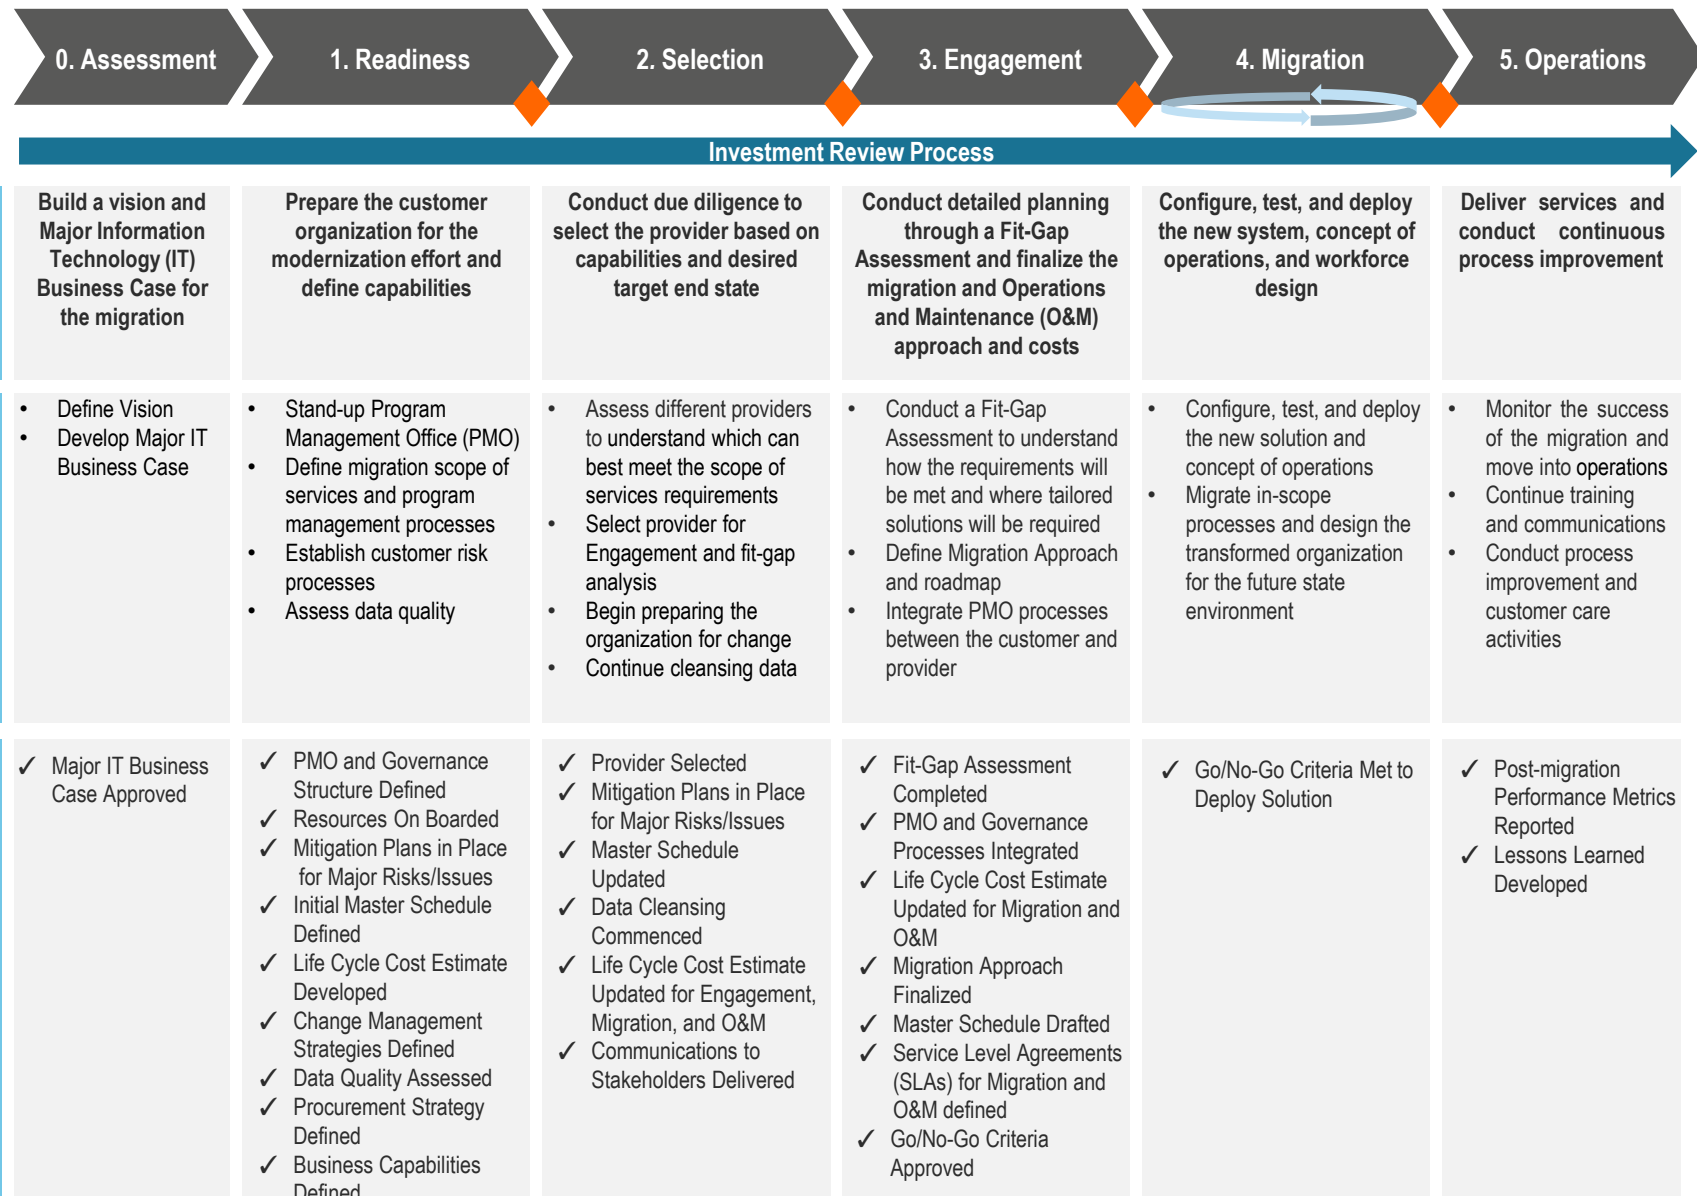 0. Assessment
1. Readiness
2. Selection
3. Engagement
4. Migration
5. Operations
Investment Review Process
Build a vision and
Major Information
Technology (IT)
Business Case for
the migration
Prepare the customer
organization for the
modernization effort and
define capabilities
Conduct due diligence to
select the provider based on
capabilities and desired
target end state
Conduct detailed planning
through a Fit-Gap
Assessment and finalize the
migration and Operations
and Maintenance (O&M)
approach and costs
Configure, test, and deploy
the new system, concept of
operations, and workforce
design
Deliver services and
conduct continuous
process improvement
• Define Vision
• Develop Major IT
Business Case
• Stand-up Program
Management Office (PMO)
• Define migration scope of
services and program
management processes
• Establish customer risk
processes
• Assess data quality
• Assess different providers
to understand which can
best meet the scope of
services requirements
• Select provider for
Engagement and fit-gap
analysis
• Begin preparing the
organization for change
• Continue cleansing data
• Conduct a Fit-Gap
Assessment to understand
how the requirements will
be met and where tailored
solutions will be required
• Define Migration Approach
and roadmap
• Integrate PMO processes
between the customer and
provider
• Configure, test, and deploy
the new solution and
concept of operations
• Migrate in-scope
processes and design the
transformed organization
for the future state
environment
• Monitor the success
of the migration and
move into operations
• Continue training
and communications
• Conduct process
improvement and
customer care
activities
✓ Major IT Business
Case Approved
✓ PMO and Governance
Structure Defined
✓ Resources On Boarded
✓ Mitigation Plans in Place
for Major Risks/Issues
✓ Initial Master Schedule
Defined
✓ Life Cycle Cost Estimate
Developed
✓ Change Management
Strategies Defined
✓ Data Quality Assessed
✓ Procurement Strategy
Defined
✓ Business Capabilities
Defined
✓ Provider Selected
✓ Mitigation Plans in Place
for Major Risks/Issues
✓ Master Schedule
Updated
✓ Data Cleansing
Commenced
✓ Life Cycle Cost Estimate
Updated for Engagement,
Migration, and O&M
✓ Communications to
Stakeholders Delivered
✓ Fit-Gap Assessment
Completed
✓ PMO and Governance
Processes Integrated
✓ Life Cycle Cost Estimate
Updated for Migration and
O&M
✓ Migration Approach
Finalized
✓ Master Schedule Drafted
✓ Service Level Agreements
(SLAs) for Migration and
O&M defined
✓ Go/No-Go Criteria
Approved
✓ Go/No-Go Criteria Met to
Deploy Solution
✓ Post-migration
Performance Metrics
Reported
✓ Lessons Learned
Developed